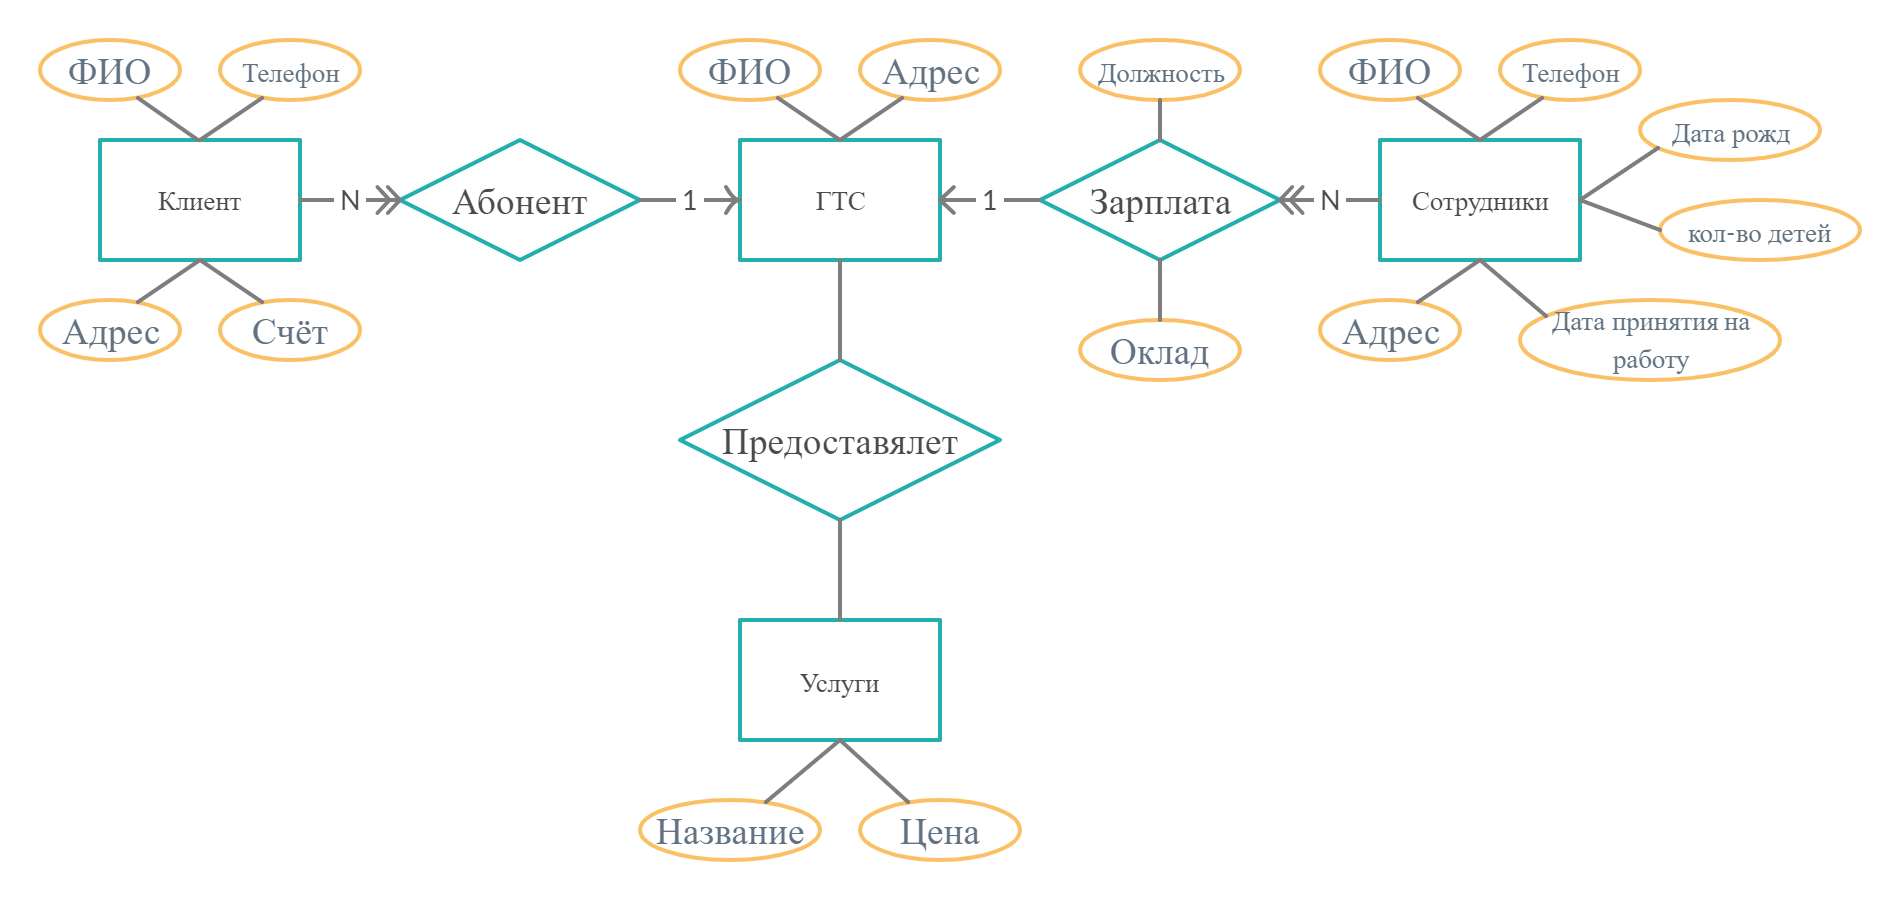 ФИО
Телефон
ФИО
Адрес
Должность
ФИО
Телефон
Дата рожд
Клиент
N
Абонент
1
ГТС
1
Зарплата
N
Сотрудники
кол-во детей
Адрес
Счёт
Оклад
Адрес
Дата принятия на
работу
Предоставялет
Услуги
Название
Цена